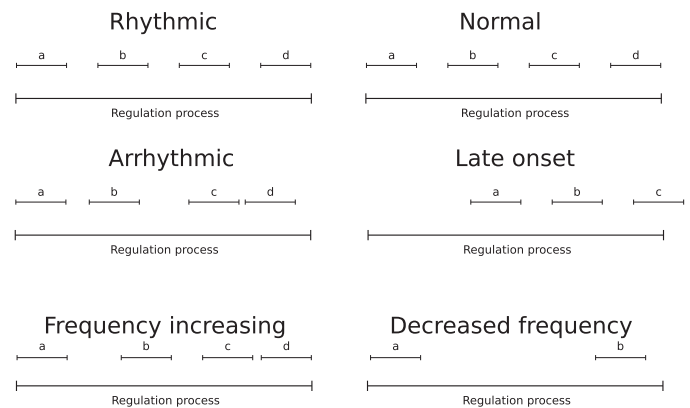 Rhythmic
a b c d
Regulation process
Normal
a b c d
Regulation process
Arrhythmic
a b c d
Regulation process
Late onset
a b c
Regulation process
Frequency increasing
a b c d
Regulation process
Decreased frequency
a b
Regulation process